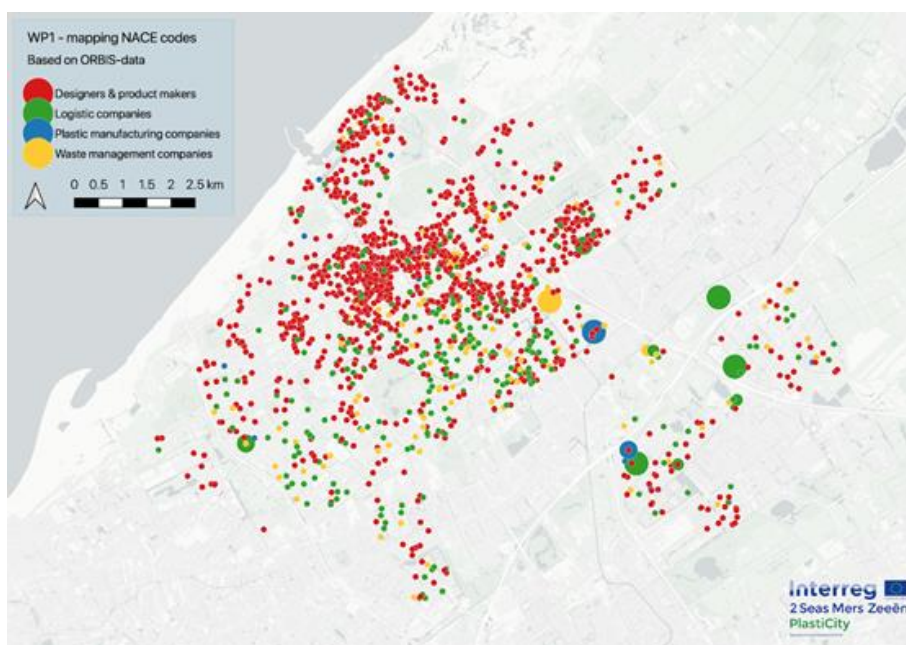 WP1 - mapping NACE codes
Based on ORBIS-data
Designers & product makers
Logistic companies
Plastic manufacturing companies
Waste management companies
0 0.5 1 1.5 2 2.5 km
Interreg
2 Seas Mers Zeeën
PlastiCity